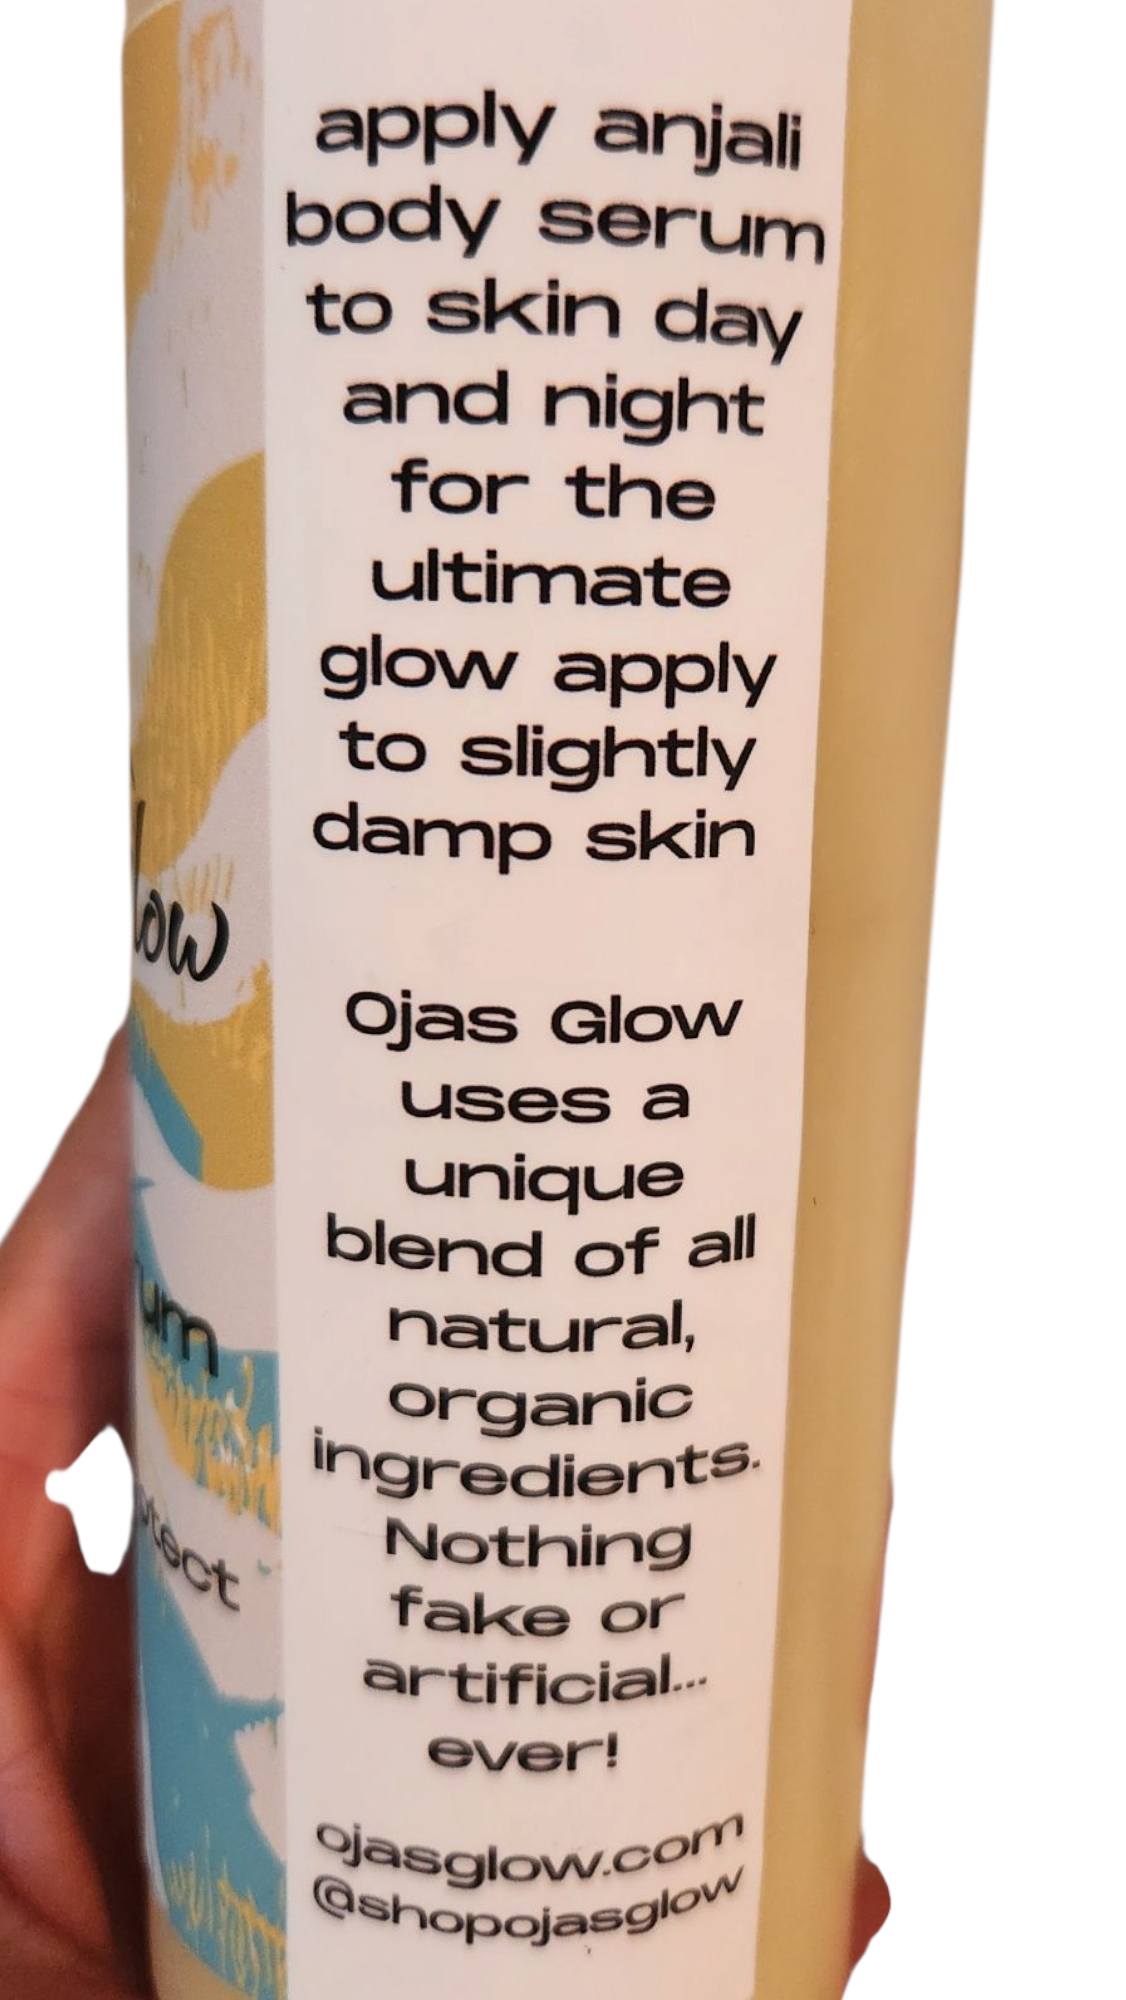 apply anjali
body serum
to skin day
and night
for the
ultimate
glow apply
to slightly
damp skin
Ojas Glow
uses a
unique
blend of all
natural,
organic
ingredients.
Nothing
fake or
artificial...
ever!
ojasglow.com
@shopojasglow